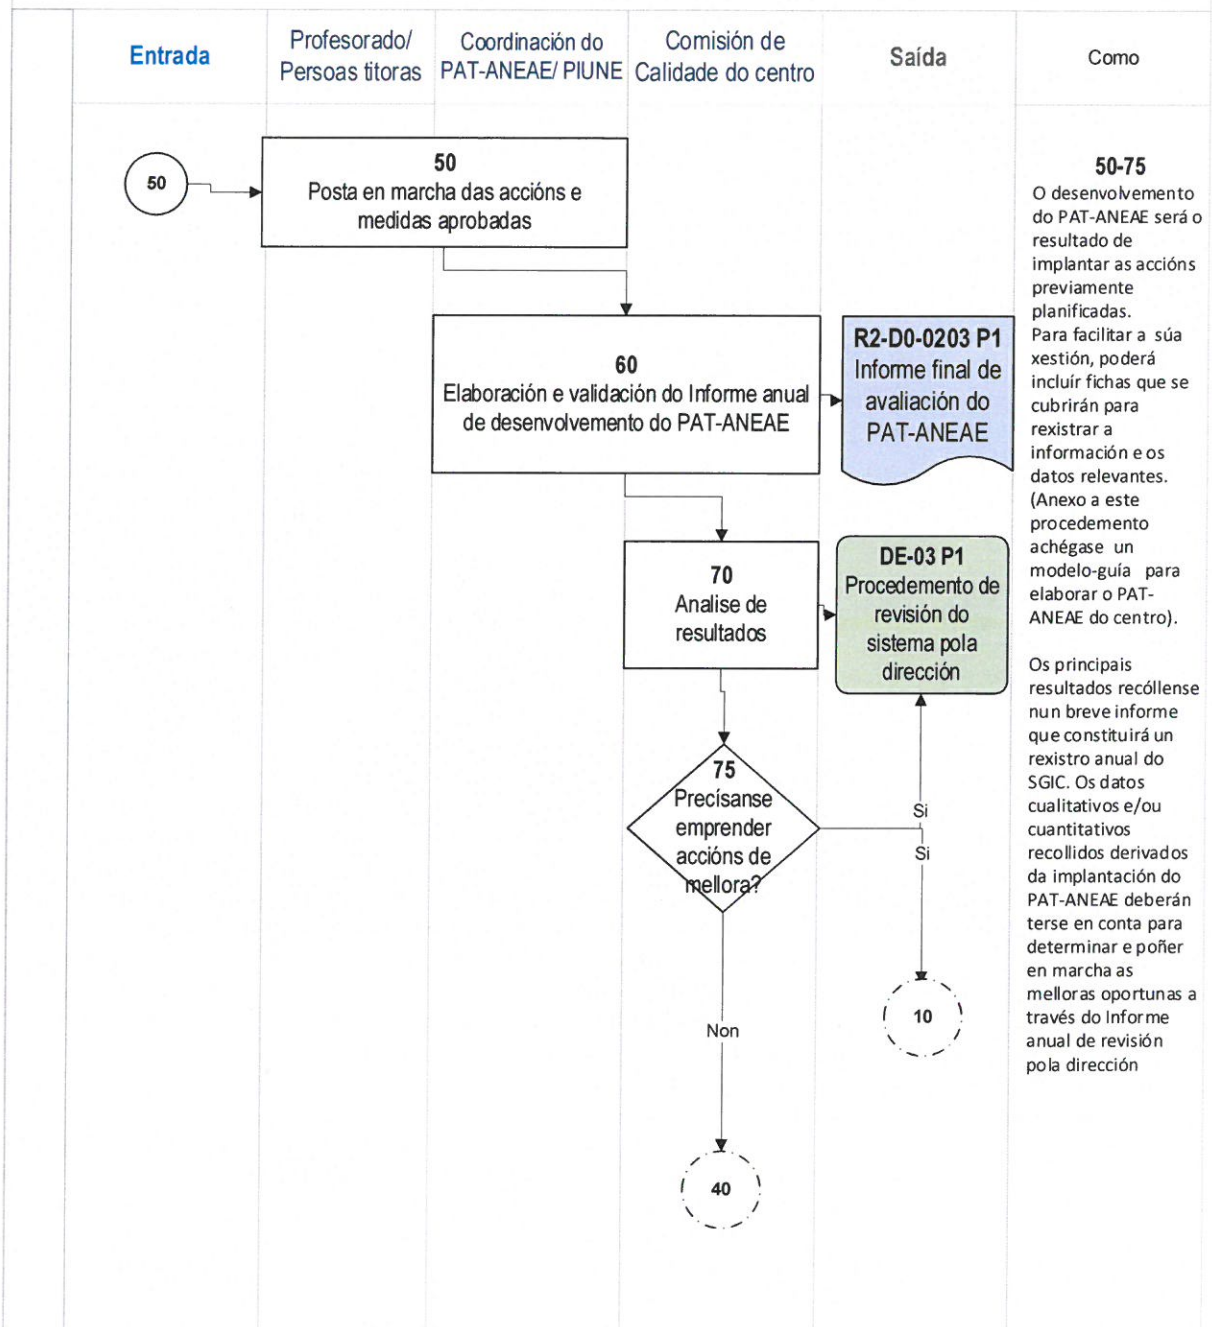 Entrada
Profesorado/
Persoas titoras
Coordinación do
PAT-ANEAE/ PIUNE
Comisión de
Calidade do centro
Saída
Como
50
50
Posta en marcha das accións e
medidas aprobadas
60
Elaboración e validación do Informe anual
de desenvolvemento do PAT-ANEAE
R2-D0-0203 P1
Informe final de
avaliación do
PAT-ANEAE
70
Analise de
resultados
DE-03 P1
Procedemento de
revisión do
sistema pola
dirección
75
Precísanse
emprender
accións de
mellora?
Si
Si
10
Non
40
50-75
O desenvolvemento
do PAT-ANEAE será o
resultado de
implantar as accións
previamente
planificadas.
Para facilitar a súa
xestión, poderá
incluír fichas que se
cubrirán para
rexistrar a
información e os
datos relevantes.
(Anexo a este
procedemento
achégase un
modelo-guía para
elaborar o PAT-
ANEAE do centro).
Os principais
resultados recóllense
nun breve informe
que constituirá un
rexistro anual do
SGIC. Os datos
cualitativos e/ou
cuantitativos
recollidos derivados
da implantación do
PAT-ANEAE deberán
terse en conta para
determinar e poñer
en marcha as
melloras oportunas a
través do Informe
anual de revisión
pola dirección